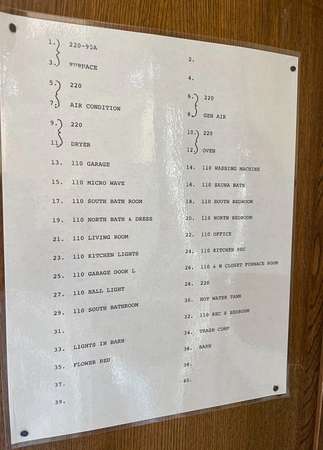 1. 220-90A
3. FURNACE
5. 220
7. AIR CONDITION
9. 220
11. DRYER
13. 110 GARAGE
15. 110 MICRO WAVE
17. 110 SOUTH BATH ROOM
19. 110 NORTH BATH & DRESS
21. 110 LIVING ROOM
23. 110 KITCHEN LIGHTS
25. 110 GARAGE DOOR L
27. 110 HALL LIGHT
29. 110 SOUTH BATHROOM
31.
33. LIGHTS IN BARN
35. FLOWER BED
37.
39.
2.
4.
6. 220
8. GEN AIR
10. 220
12. OVEN
14. 110 WASHING MACHINE
16. 110 SAUNA BATH
18. 110 SOUTH BEDROOM
20. 110 NORTH BEDROOM
22. 110 OFFICE
24. 110 KITCHEN REC
26. 110 & W CLOSET FURNACE ROOM
28. 220
30. HOT WATER TANK
32. 110 REC & BEDROOM
34. TRASH COMP
36. BARN
38.
40.